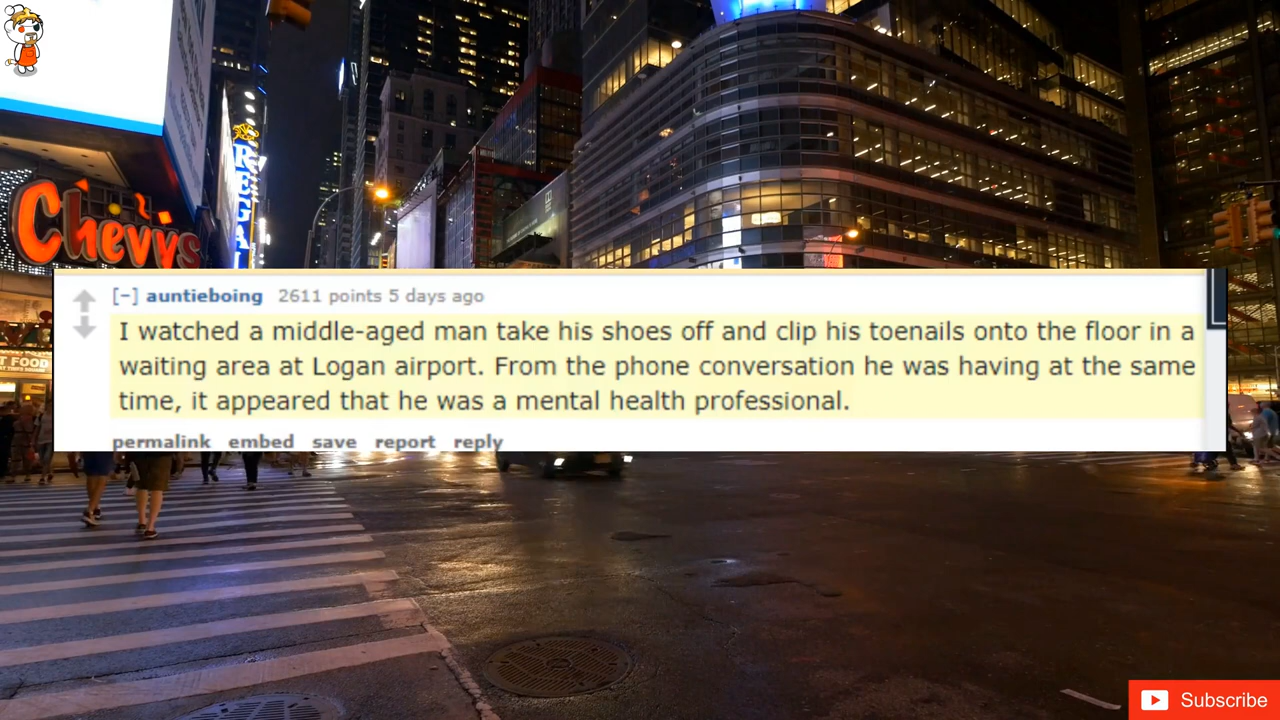 Chevys
REGAL
T FOOD
[−] auntieboing 2611 points 5 days ago
I watched a middle-aged man take his shoes off and clip his toenails onto the floor in a
waiting area at Logan airport. From the phone conversation he was having at the same
time, it appeared that he was a mental health professional.
permalink embed save report reply
Subscribe